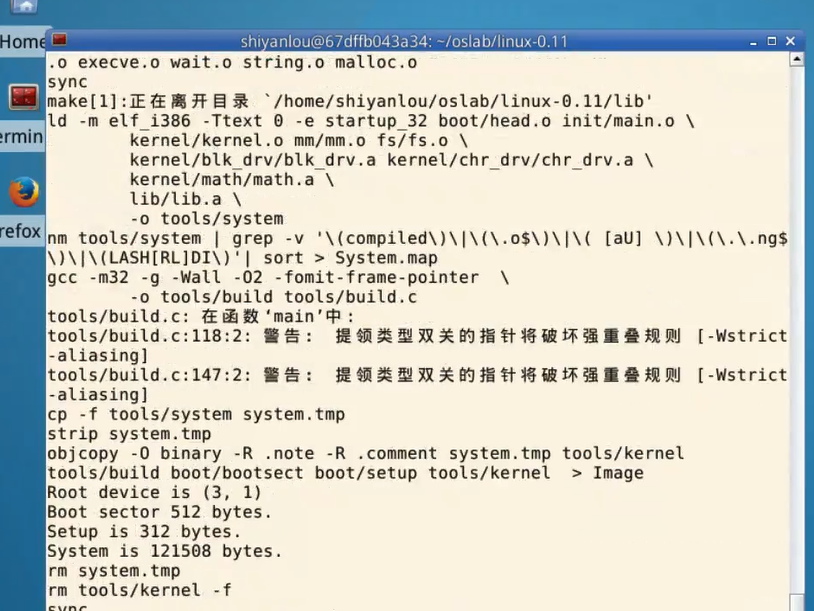 Home
shiyanlou@67dffb043a34: ~/oslab/linux-0.11
.o execve.o wait.o string.o malloc.o
sync
make[1]:正在离开目录 `/home/shiyanlou/oslab/linux-0.11/lib'
ld -m elf_i386 -Ttext 0 -e startup_32 boot/head.o init/main.o \
kernel/kernel.o mm/mm.o fs/fs.o \
kernel/blk_drv/blk_drv.a kernel/chr_drv/chr_drv.a \
kernel/math/math.a \
lib/lib.a \
-o tools/system
nm tools/system | grep -v '\(compiled\)\|\(\.o$\)\|\( [aU] \)\|\(\.\.ng$
\)\|\(LASH[RL]DI\)'| sort > System.map
gcc -m32 -g -Wall -O2 -fomit-frame-pointer  \
-o tools/build tools/build.c
tools/build.c: 在函数‘main’中:
tools/build.c:118:2: 警告: 提领类型双关的指针将破坏强重叠规则 [-Wstrict
-aliasing]
tools/build.c:147:2: 警告: 提领类型双关的指针将破坏强重叠规则 [-Wstrict
-aliasing]
cp -f tools/system system.tmp
strip system.tmp
objcopy -O binary -R .note -R .comment system.tmp tools/kernel
tools/build boot/bootsect boot/setup tools/kernel  > Image
Root device is (3, 1)
Boot sector 512 bytes.
Setup is 312 bytes.
System is 121508 bytes.
rm system.tmp
rm tools/kernel -f
sync
ermin
refox